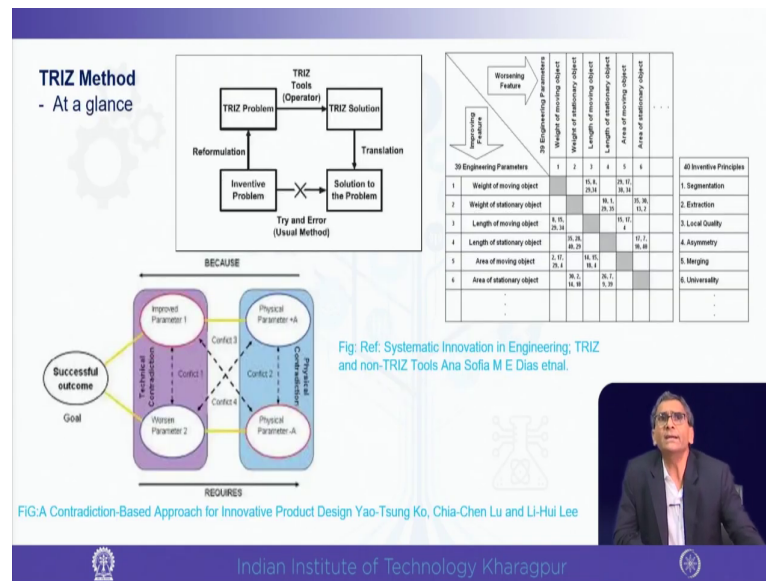 TRIZ Method
- At a glance
TRIZ
Tools
(Operator)
TRIZ Problem
TRIZ Solution
Reformulation
Translation
Inventive
Problem
Solution to
the Problem
Try and Error
(Usual Method)
39 Engineering Parameters
Worsening
Feature
Improving
Feature
Weight of moving object
Weight of stationary object
Length of moving object
Length of stationary object
Area of moving object
Area of stationary object
. . .
39 Engineering Parameters 1 2 3 4 5 6
1 Weight of moving object 15, 8, 29,34 29, 17, 38, 34
2 Weight of stationary object 10, 1, 29, 35 35, 30, 13, 2
3 Length of moving object 8, 15, 29, 34 15, 17, 4
4 Length of stationary object 35, 28, 40, 29 17, 7, 10, 40
5 Area of moving object 2, 17, 29, 4 14, 15, 18, 4
6 Area of stationary object 30, 2, 14, 18 26, 7, 9, 39
40 Inventive Principles
1. Segmentation
2. Extraction
3. Local Quality
4. Asymmetry
5. Merging
6. Universality
BECAUSE
Improved
Parameter 1
Physical
Parameter +A
Successful
outcome
Goal
Technical
Contradiction
Conflict 1
Confict 3
Conflict 2
Confict 4
Physical
Contradiction
Worsen
Parameter 2
Physical
Parameter -A
REQUIRES
Fig: Ref: Systematic Innovation in Engineering; TRIZ
and non-TRIZ Tools Ana Sofia M E Dias etnal.
FiG:A Contradiction-Based Approach for Innovative Product Design Yao-Tsung Ko, Chia-Chen Lu and Li-Hui Lee
Indian Institute of Technology Kharagpur